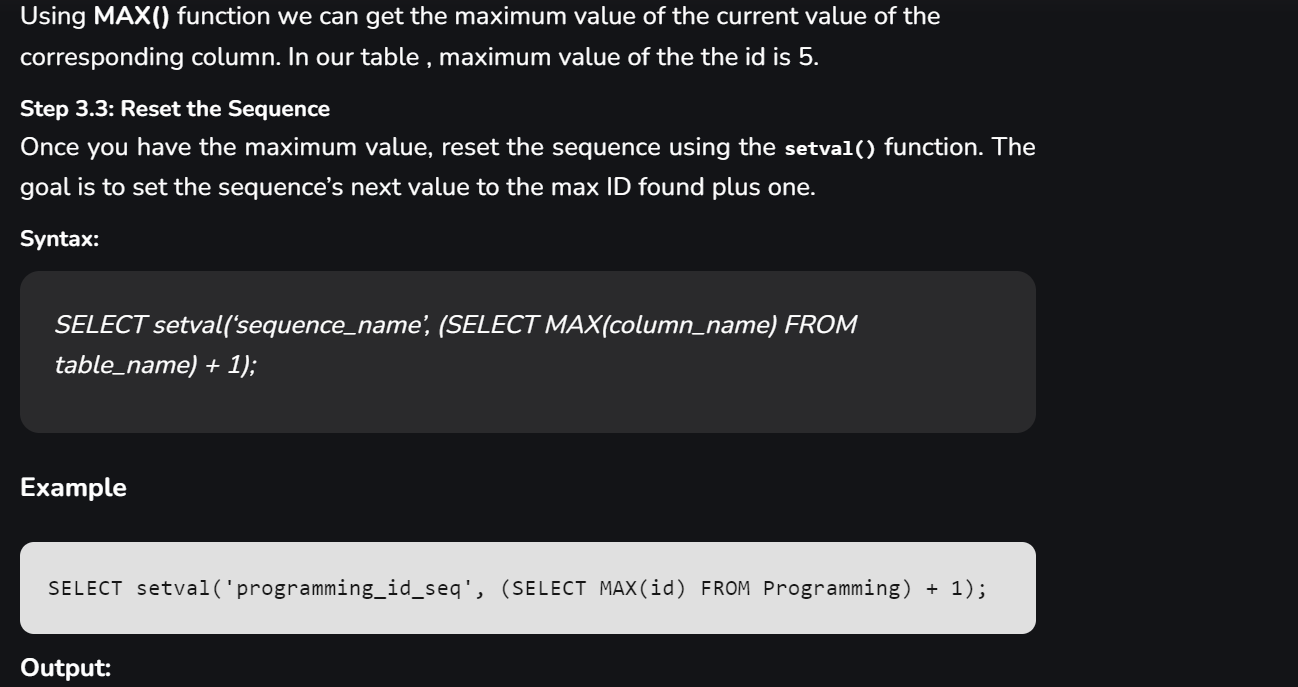 Using MAX() function we can get the maximum value of the current value of the
corresponding column. In our table , maximum value of the the id is 5.
Step 3.3: Reset the Sequence
Once you have the maximum value, reset the sequence using the setval() function. The
goal is to set the sequence’s next value to the max ID found plus one.
Syntax:
SELECT setval(‘sequence_name’, (SELECT MAX(column_name) FROM
table_name) + 1);
Example
SELECT setval('programming_id_seq', (SELECT MAX(id) FROM Programming) + 1);
Output: